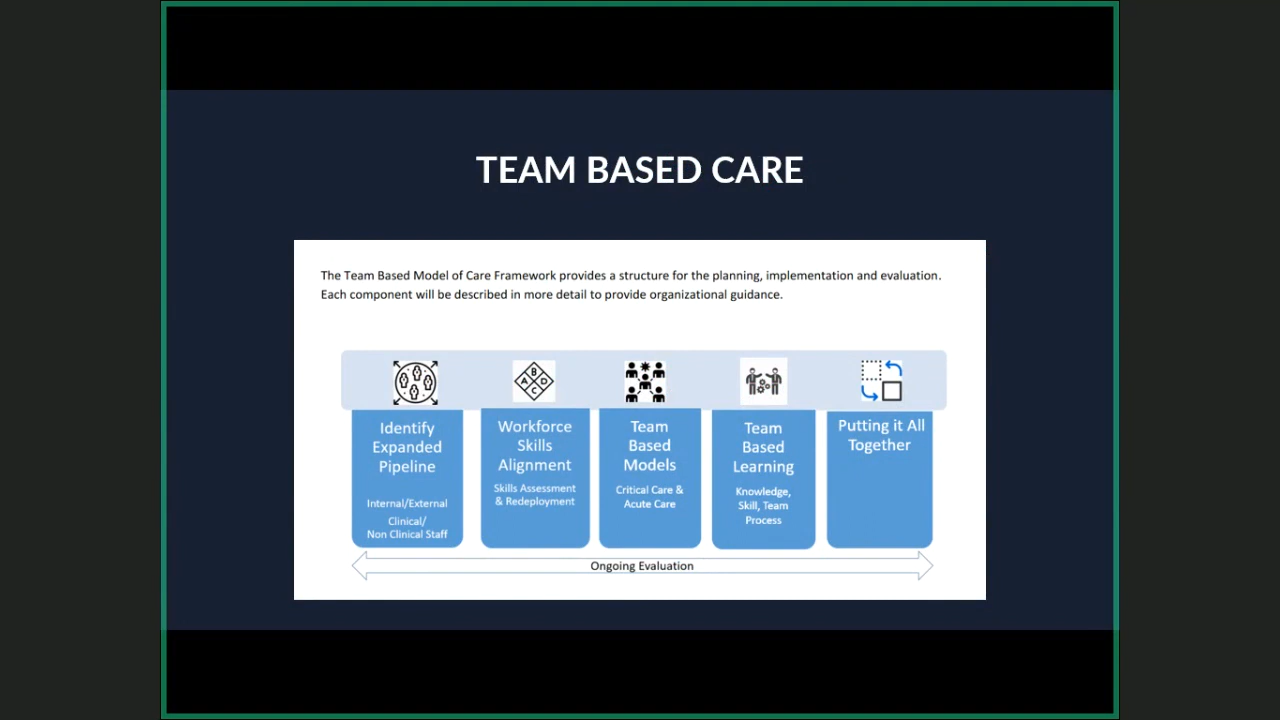 TEAM BASED CARE
The Team Based Model of Care Framework provides a structure for the planning, implementation and evaluation.
Each component will be described in more detail to provide organizational guidance.
B
A D
C
Identify
Expanded
Pipeline
Internal/External
Clinical/
Non Clinical Staff
Workforce
Skills
Alignment
Skills Assessment
& Redeployment
Team
Based
Models
Critical Care &
Acute Care
Team
Based
Learning
Knowledge,
Skill, Team
Process
Putting it All
Together
Ongoing Evaluation